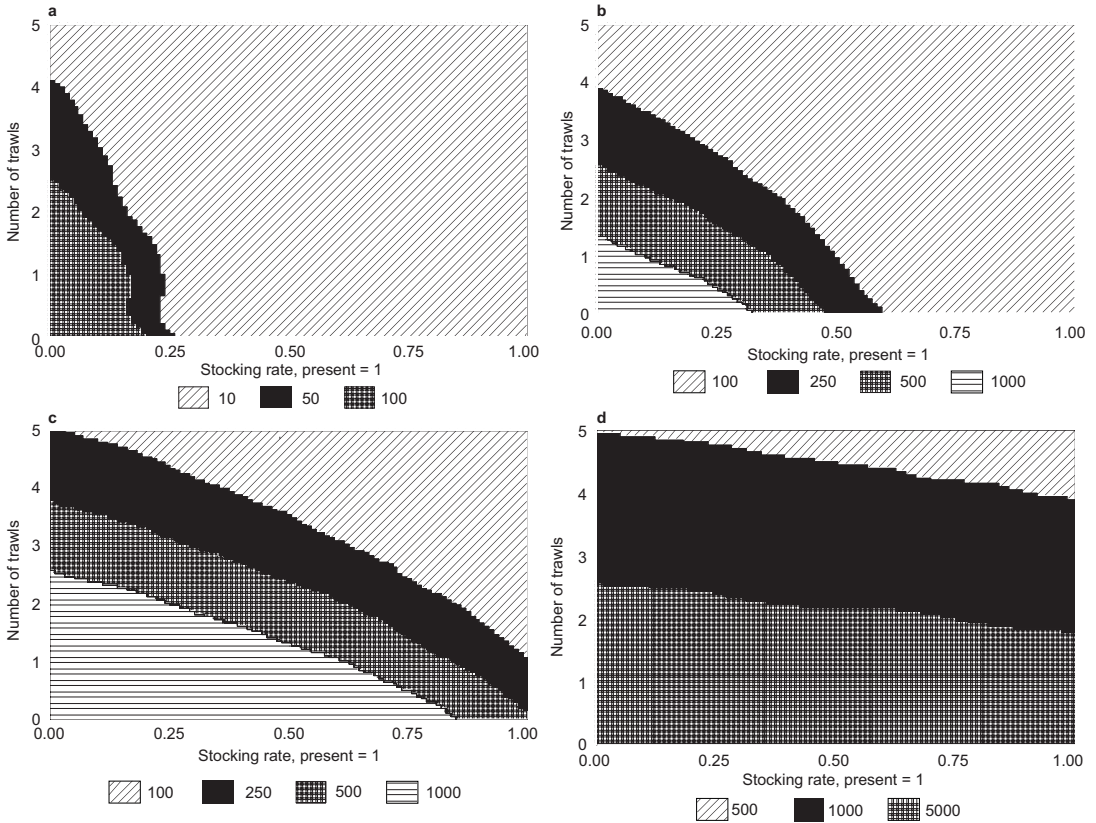 a
5
4
3
2
1
0
Number of trawls
0.00 0.25 0.50 0.75 1.00
Stocking rate, present = 1
10 50 100
b
5
4
3
2
1
0
Number of trawls
0.00 0.25 0.50 0.75 1.00
Stocking rate, present = 1
100 250 500 1000
c
5
4
3
2
1
0
Number of trawls
0.00 0.25 0.50 0.75 1.00
Stocking rate, present = 1
100 250 500 1000
d
5
4
3
2
1
0
Number of trawls
0.00 0.25 0.50 0.75 1.00
Stocking rate, present = 1
500 1000 5000